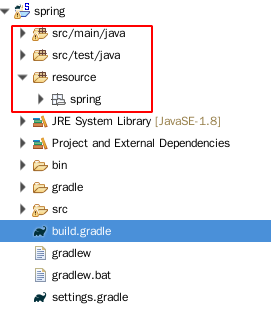 spring
src/main/java
src/test/java
resource
spring
JRE System Library [JavaSE-1.8]
Project and External Dependencies
bin
gradle
src
build.gradle
gradlew
gradlew.bat
settings.gradle